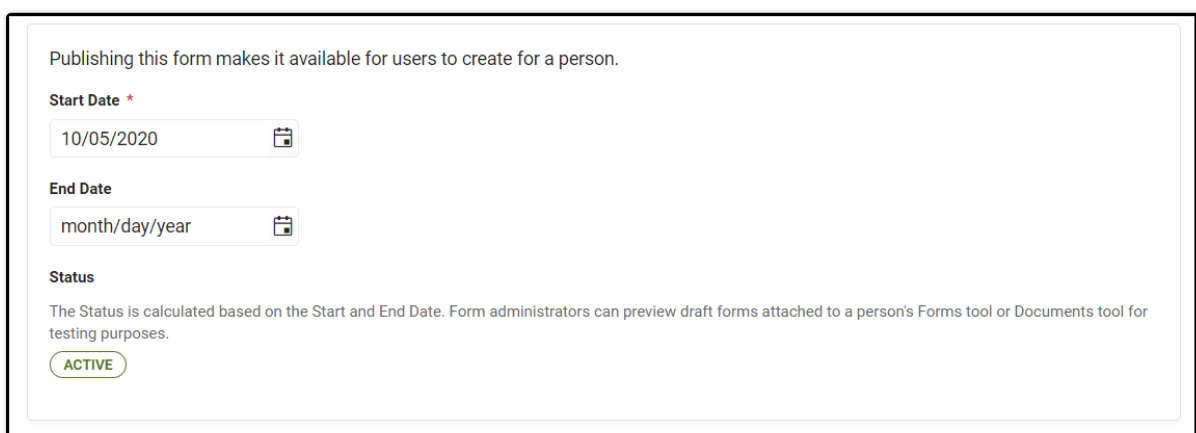 Publishing this form makes it available for users to create for a person.
Start Date *
10/05/2020
End Date
month/day/year
Status
The Status is calculated based on the Start and End Date. Form administrators can preview draft forms attached to a person's Forms tool or Documents tool for
testing purposes.
ACTIVE